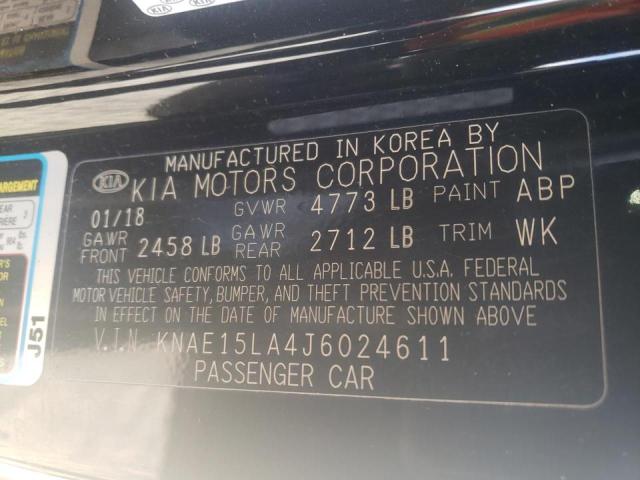 KIA
MANUFACTURED IN KOREA BY
KIA KIA MOTORS CORPORATION
01/18 GVWR 4773 LB PAINT ABP
GAWR FRONT 2458 LB GAWR REAR 2712 LB TRIM WK
THIS VEHICLE CONFORMS TO ALL APPLICABLE U.S.A. FEDERAL
MOTOR VEHICLE SAFETY, BUMPER, AND THEFT PREVENTION STANDARDS
IN EFFECT ON THE DATE OF MANUFACTURE SHOWN ABOVE
V.I.N. KNAE15LA4J6024611
PASSENGER CAR
J51